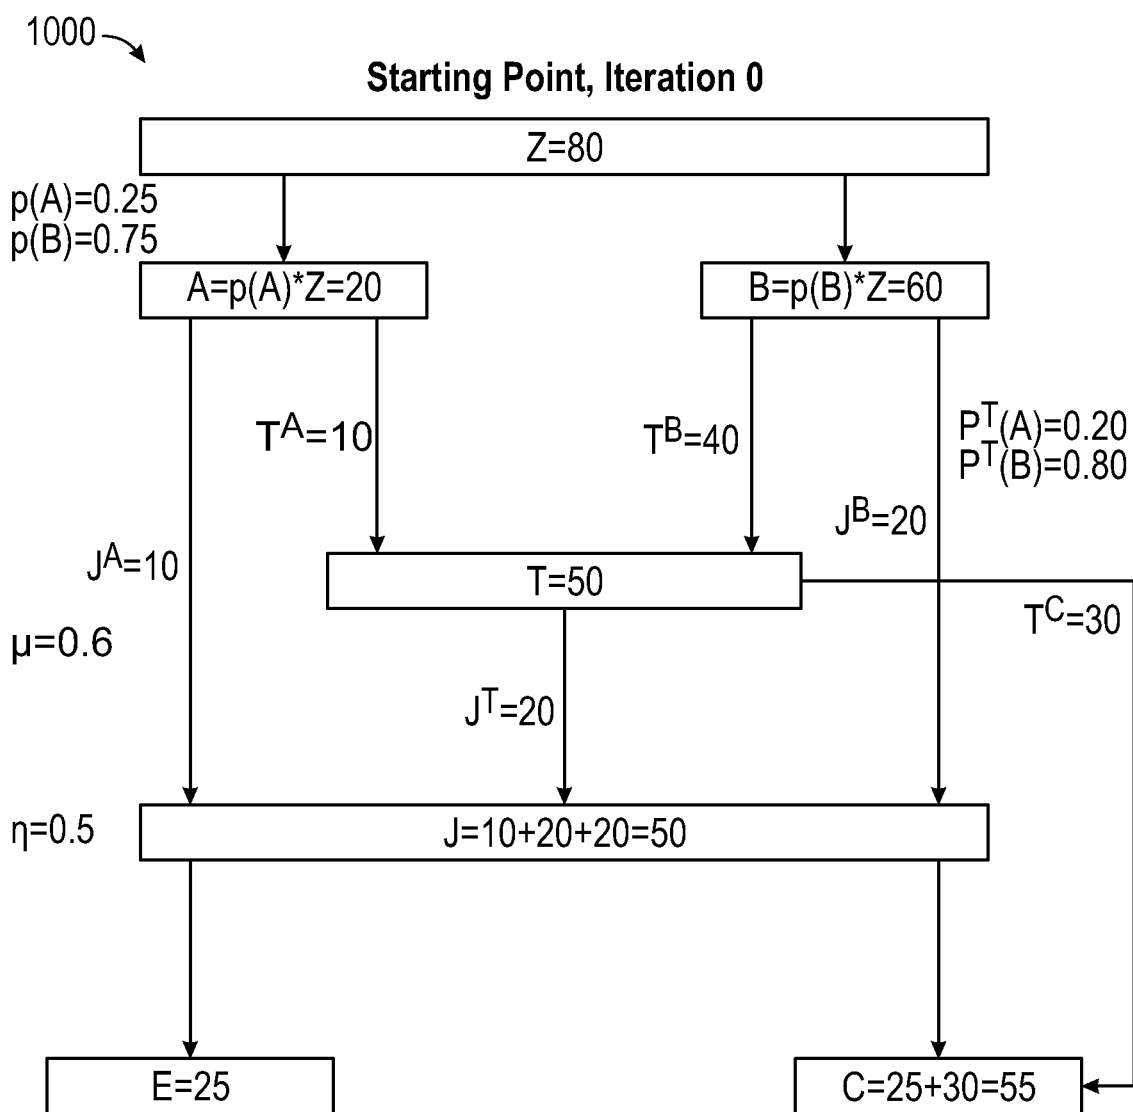 1000
Starting Point, Iteration 0
Z=80
p(A)=0.25
p(B)=0.75
A=p(A)*Z=20
B=p(B)*Z=60
T^A=10
T^B=40
P^T(A)=0.20
P^T(B)=0.80
J^B=20
J^A=10
T=50
T^C=30
μ=0.6
J^T=20
η=0.5
J=10+20+20=50
E=25
C=25+30=55